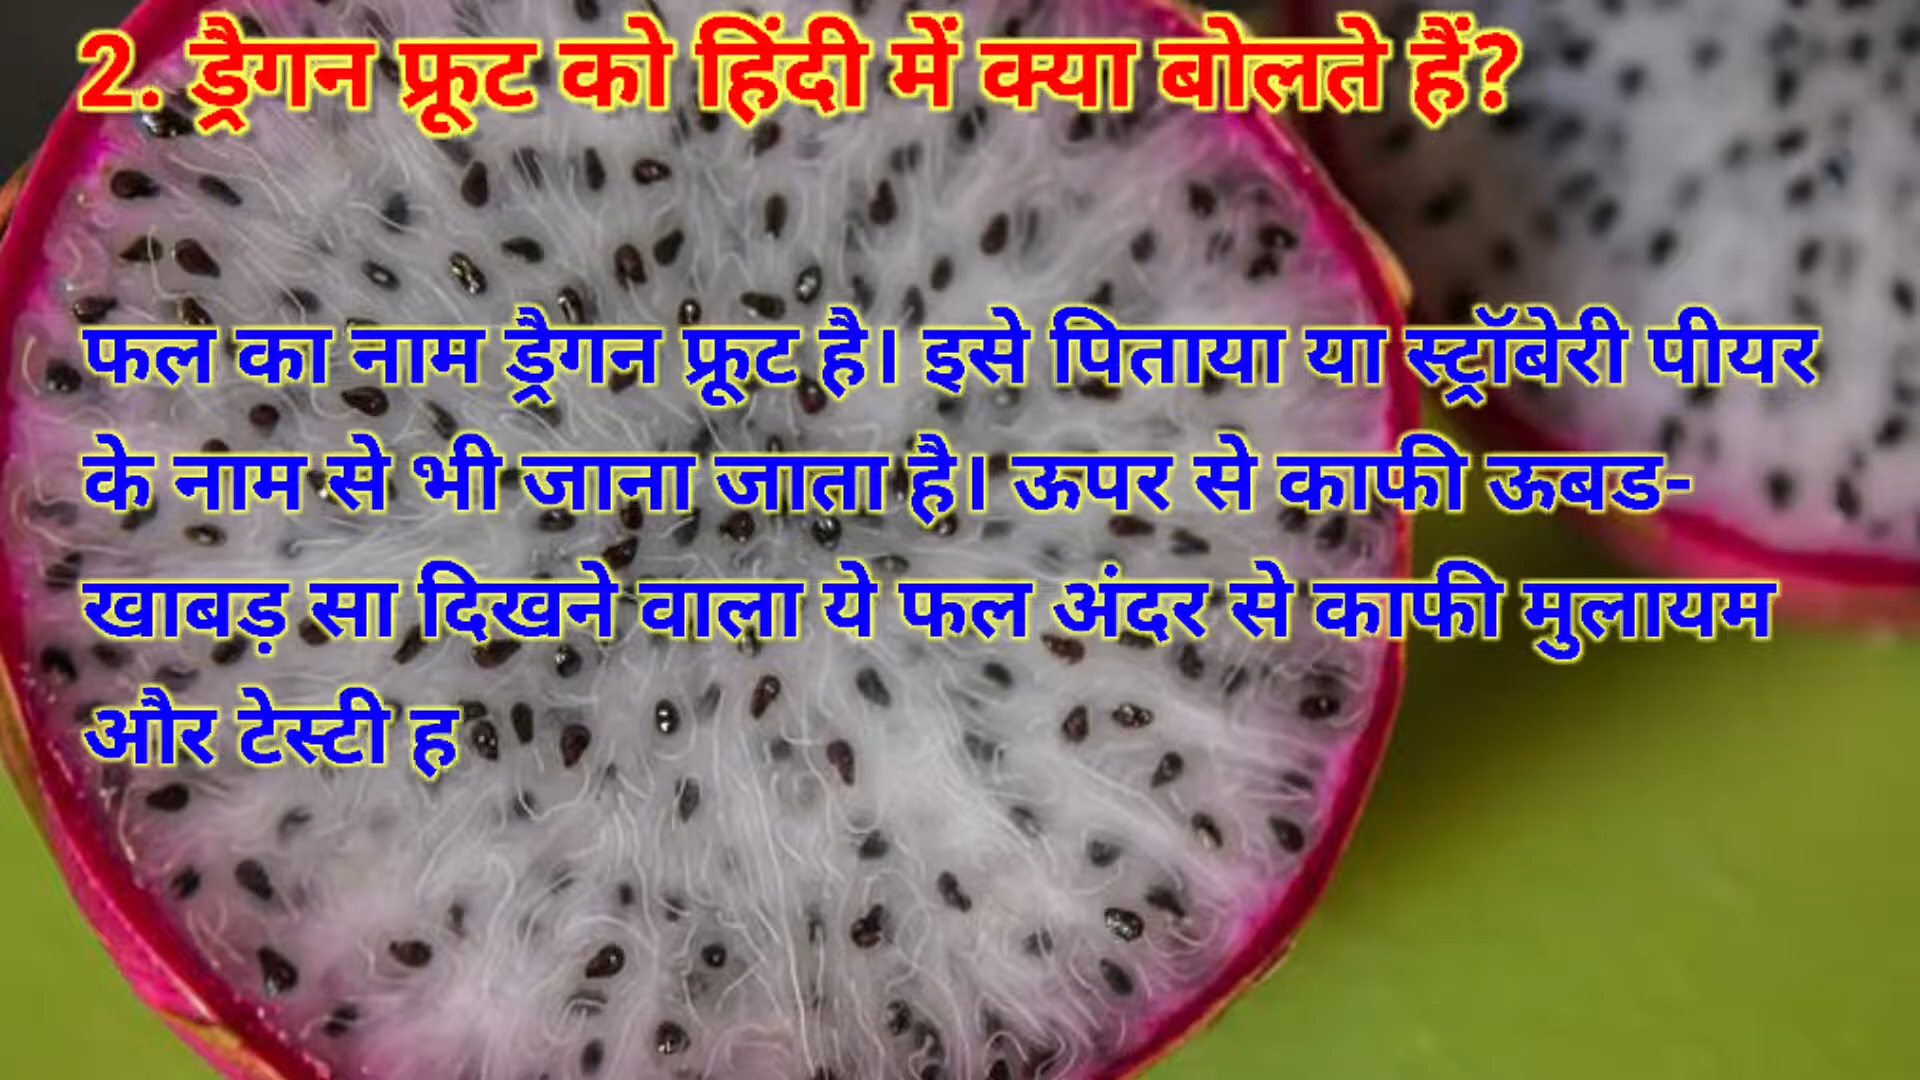 2. ड्रैगन फ्रूट को हिंदी में क्या बोलते हैं?
फल का नाम ड्रैगन फ्रूट है। इसे पिताया या स्ट्रॉबेरी पीयर
के नाम से भी जाना जाता है। ऊपर से काफी ऊबड-
खाबड़ सा दिखने वाला ये फल अंदर से काफी मुलायम
और टेस्टी ह